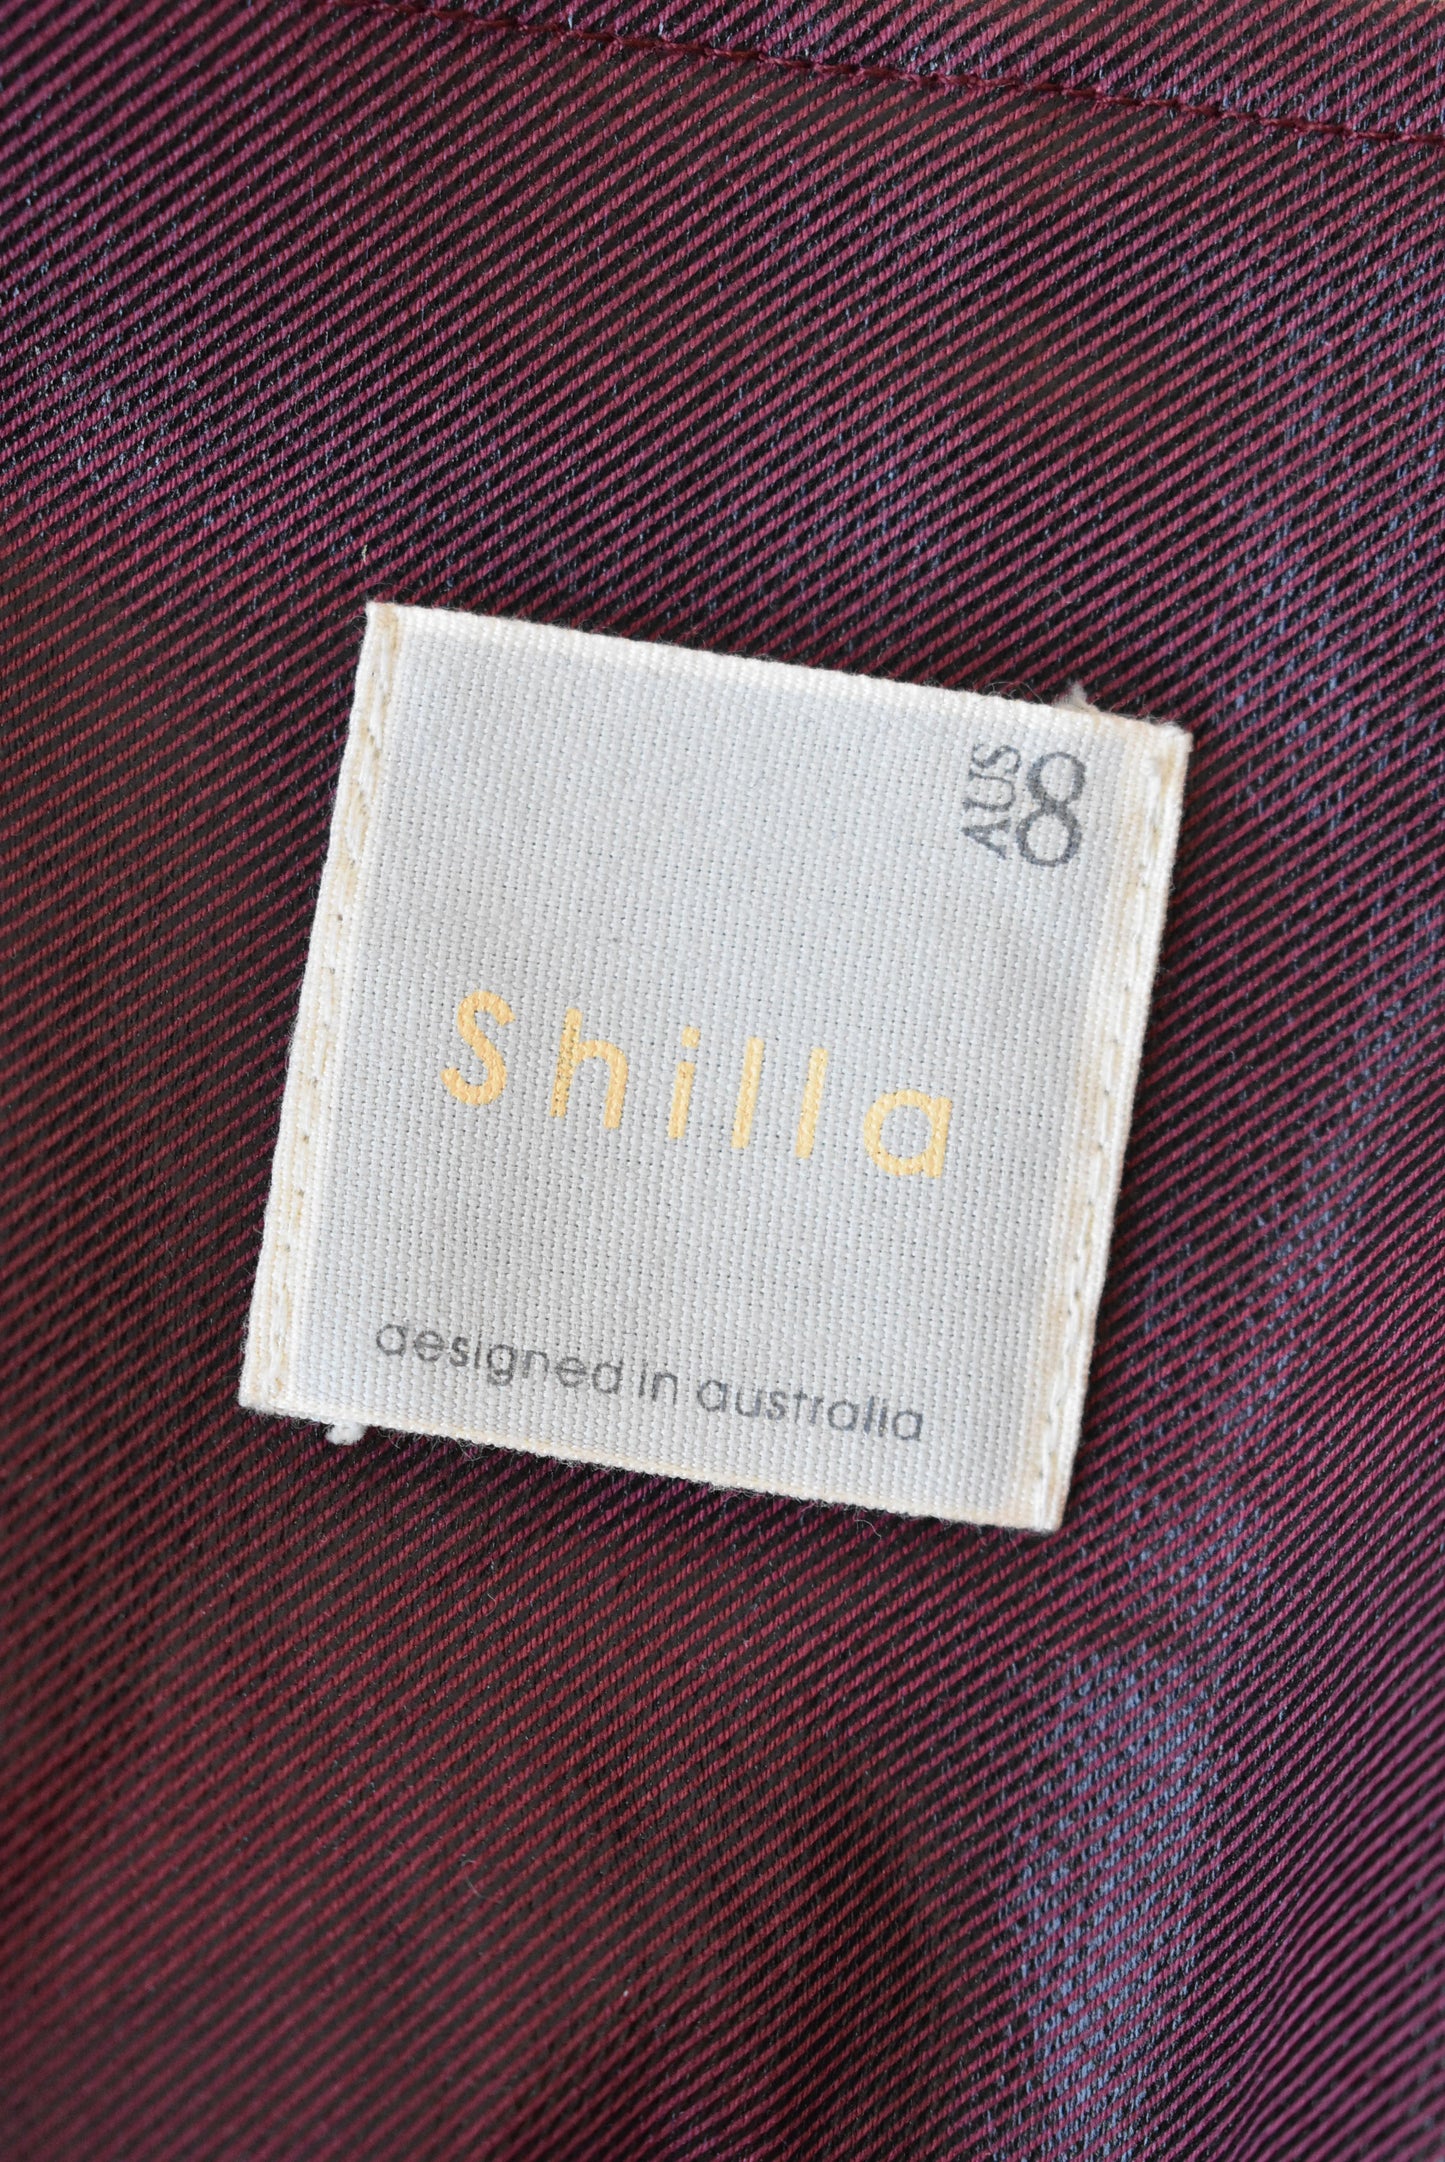 AUS
8
Shilla
designed in australia